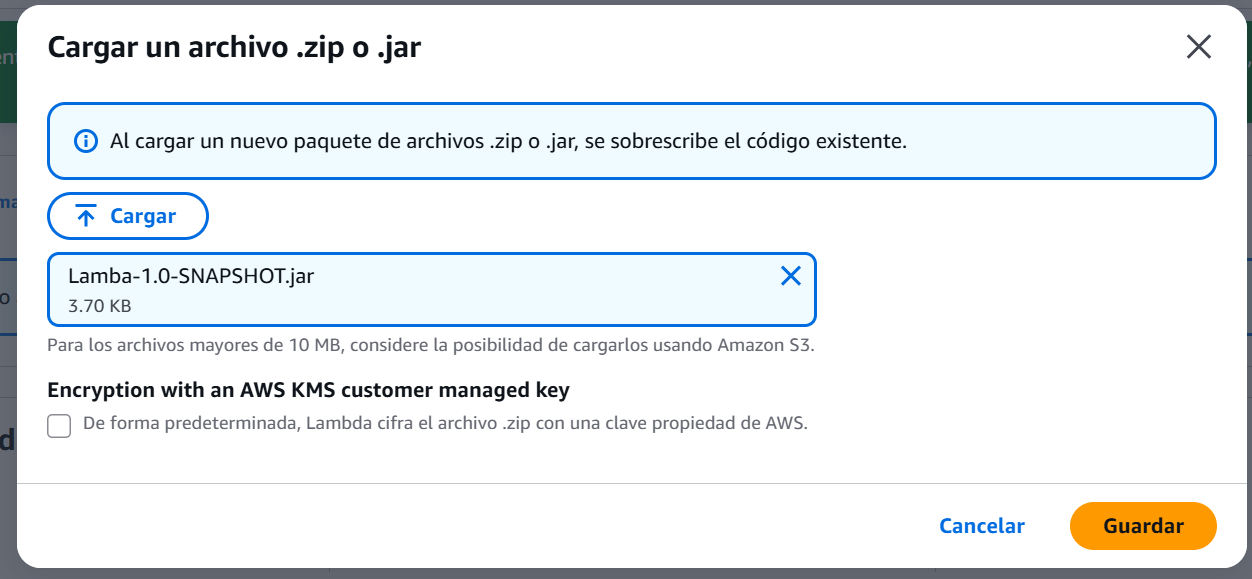 Cargar un archivo .zip o .jar
Al cargar un nuevo paquete de archivos .zip o .jar, se sobrescribe el código existente.
Cargar
Lamba-1.0-SNAPSHOT.jar
3.70 KB
Para los archivos mayores de 10 MB, considere la posibilidad de cargarlos usando Amazon S3.
Encryption with an AWS KMS customer managed key
De forma predeterminada, Lambda cifra el archivo .zip con una clave propiedad de AWS.
Cancelar
Guardar